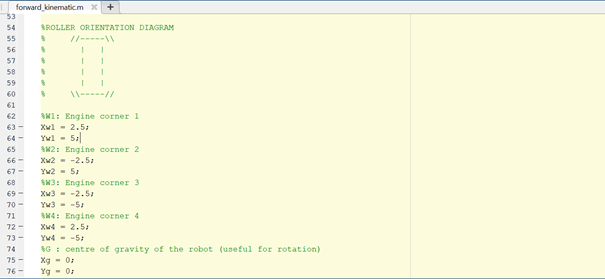 forward_kinematic.m
53
54 %ROLLER ORIENTATION DIAGRAM
55 % //-----\\
56 % | |
57 % | |
58 % | |
59 % | |
60 % \\-----//
61
62 %W1: Engine corner 1
63 – Xw1 = 2.5;
64 – Yw1 = 5;
65 %W2: Engine corner 2
66 – Xw2 = -2.5;
67 – Yw2 = 5;
68 %W3: Engine corner 3
69 – Xw3 = -2.5;
70 – Yw3 = -5;
71 %W4: Engine corner 4
72 – Xw4 = 2.5;
73 – Yw4 = -5;
74 %G : centre of gravity of the robot (useful for rotation)
75 – Xg = 0;
76 – Yg = 0;